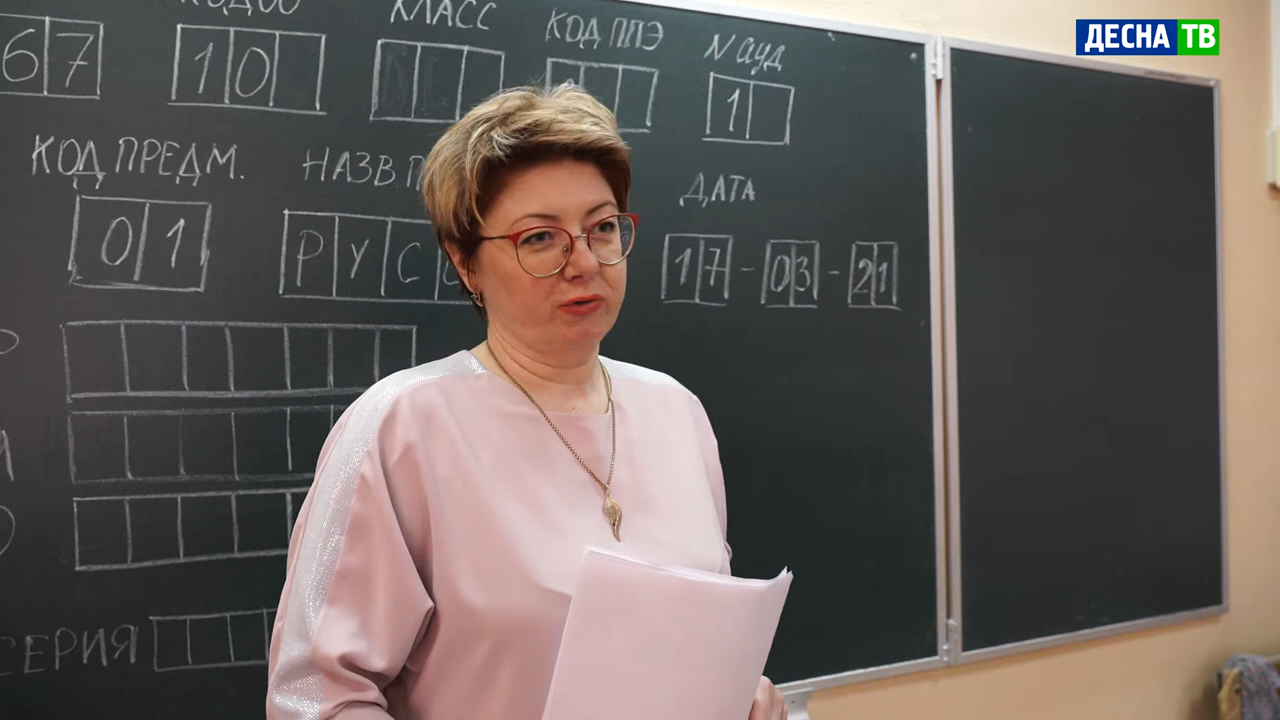 ДЕСНА ТВ
КЛАСС КОД ППЭ N ауд
67 10 1
КОД ПРЕДМ. НАЗВ. ДАТА
01 РУС 17-03-21
СЕРИЯ